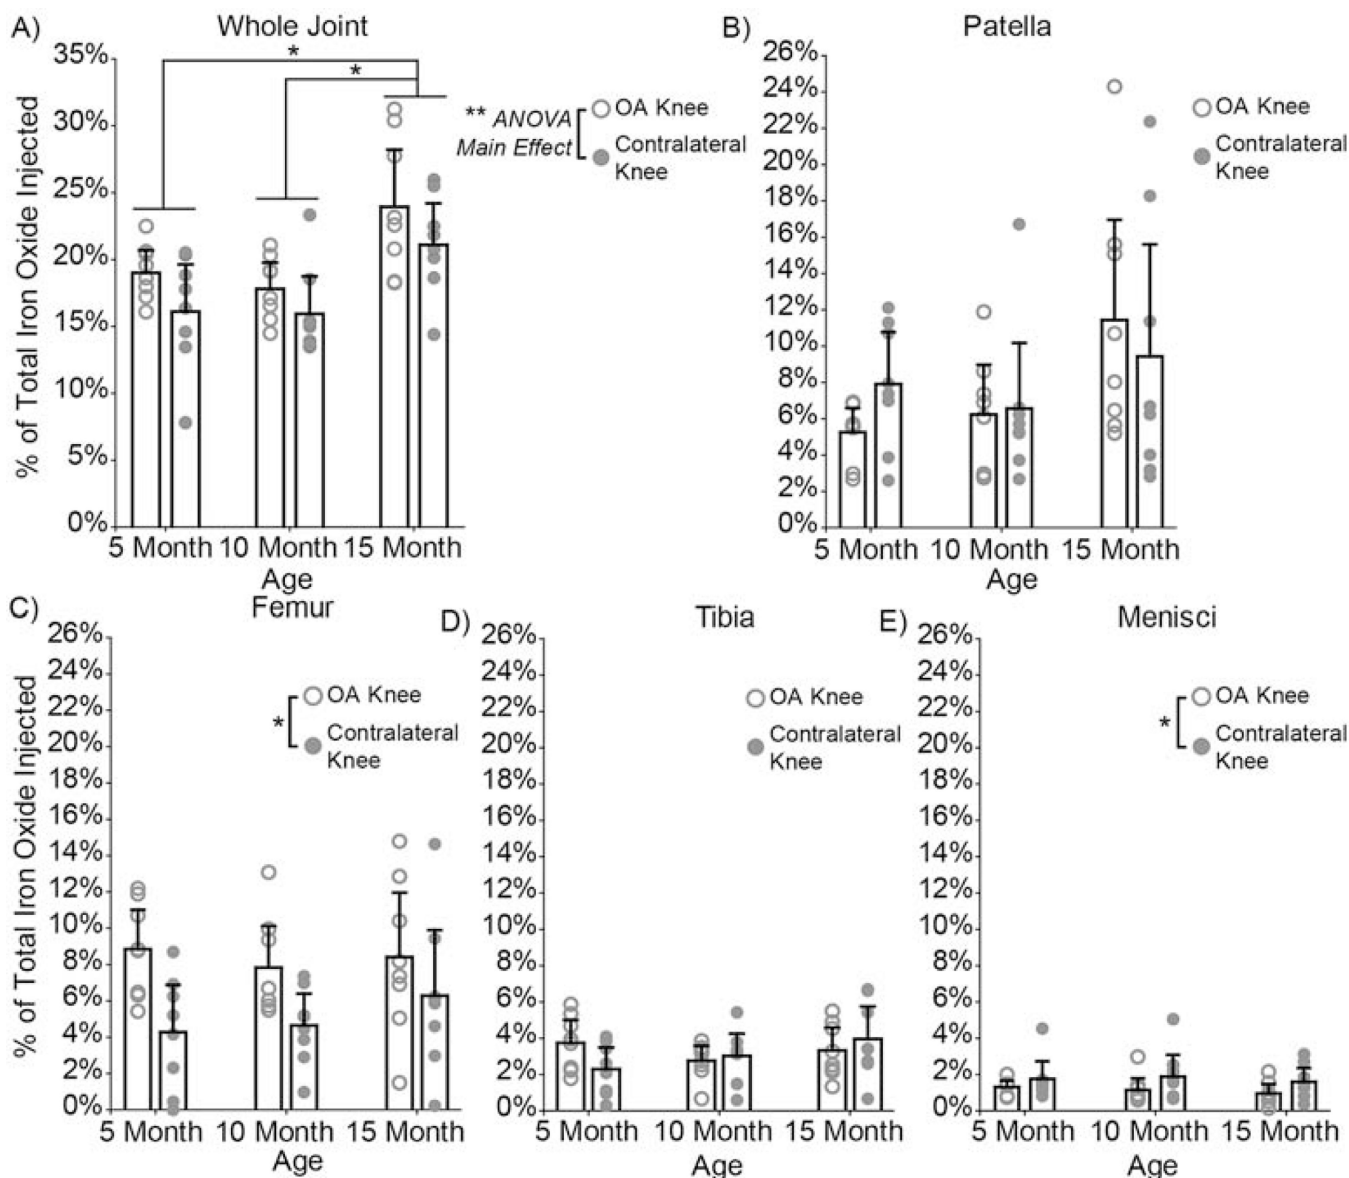 A)
Whole Joint
% of Total Iron Oxide Injected
35%
30%
25%
20%
15%
10%
5%
0%
*
*
** ANOVA
Main Effect
OA Knee
Contralateral
Knee
5 Month 10 Month 15 Month
Age
B)
Patella
26%
24%
22%
20%
18%
16%
14%
12%
10%
8%
6%
4%
2%
0%
OA Knee
Contralateral
Knee
5 Month 10 Month 15 Month
Age
C)
Femur
% of Total Iron Oxide Injected
26%
24%
22%
20%
18%
16%
14%
12%
10%
8%
6%
4%
2%
0%
*
OA Knee
Contralateral
Knee
5 Month 10 Month 15 Month
Age
D)
Tibia
26%
24%
22%
20%
18%
16%
14%
12%
10%
8%
6%
4%
2%
0%
OA Knee
Contralateral
Knee
5 Month 10 Month 15 Month
Age
E)
Menisci
26%
24%
22%
20%
18%
16%
14%
12%
10%
8%
6%
4%
2%
0%
*
OA Knee
Contralateral
Knee
5 Month 10 Month 15 Month
Age